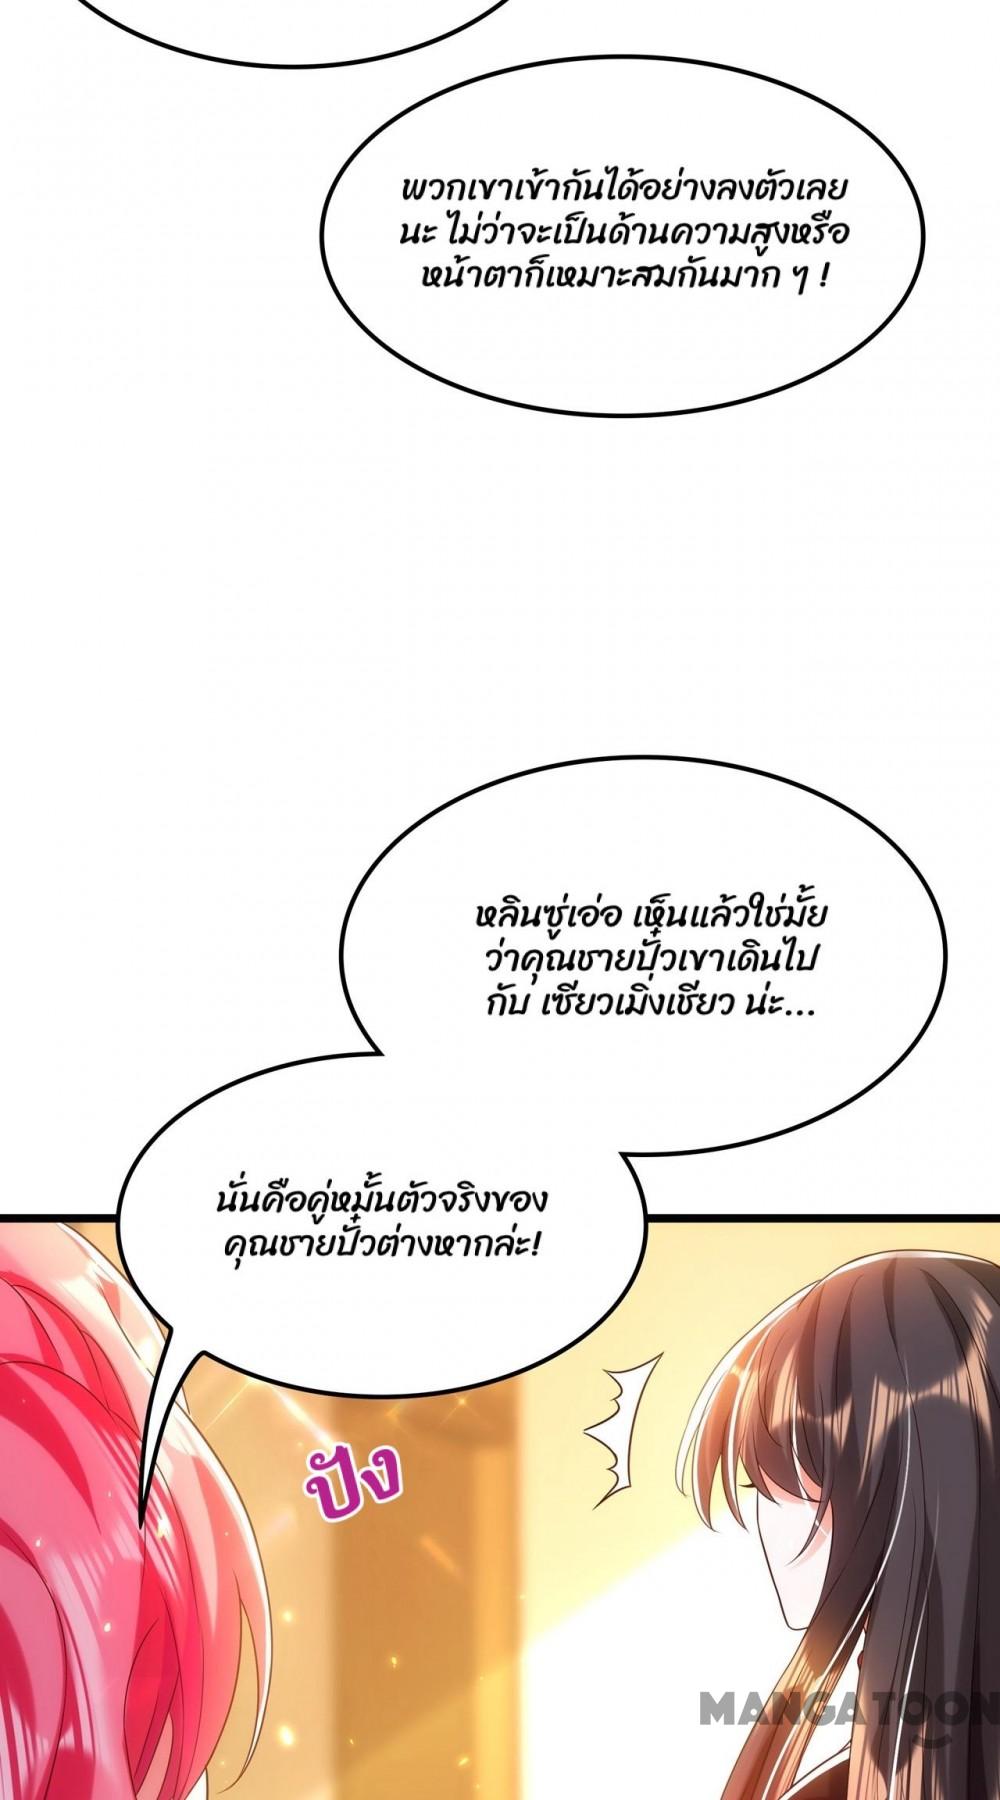 พวกเขาเข้ากันได้อย่างลงตัวเลย
นะ ไม่ว่าจะเป็นด้านความสูงหรือ
หน้าตาก็เหมาะสมกันมาก ๆ !
หลินซู่เอ่อ เห็นแล้วใช่มั้ย
ว่าคุณชายปั๋วเขาเดินไป
กับ เซียวเมิ่งเชียว น่ะ...
นั่นคือคู่หมั้นตัวจริงของ
คุณชายปั๋วต่างหากล่ะ!
ปัง
MANGATOON